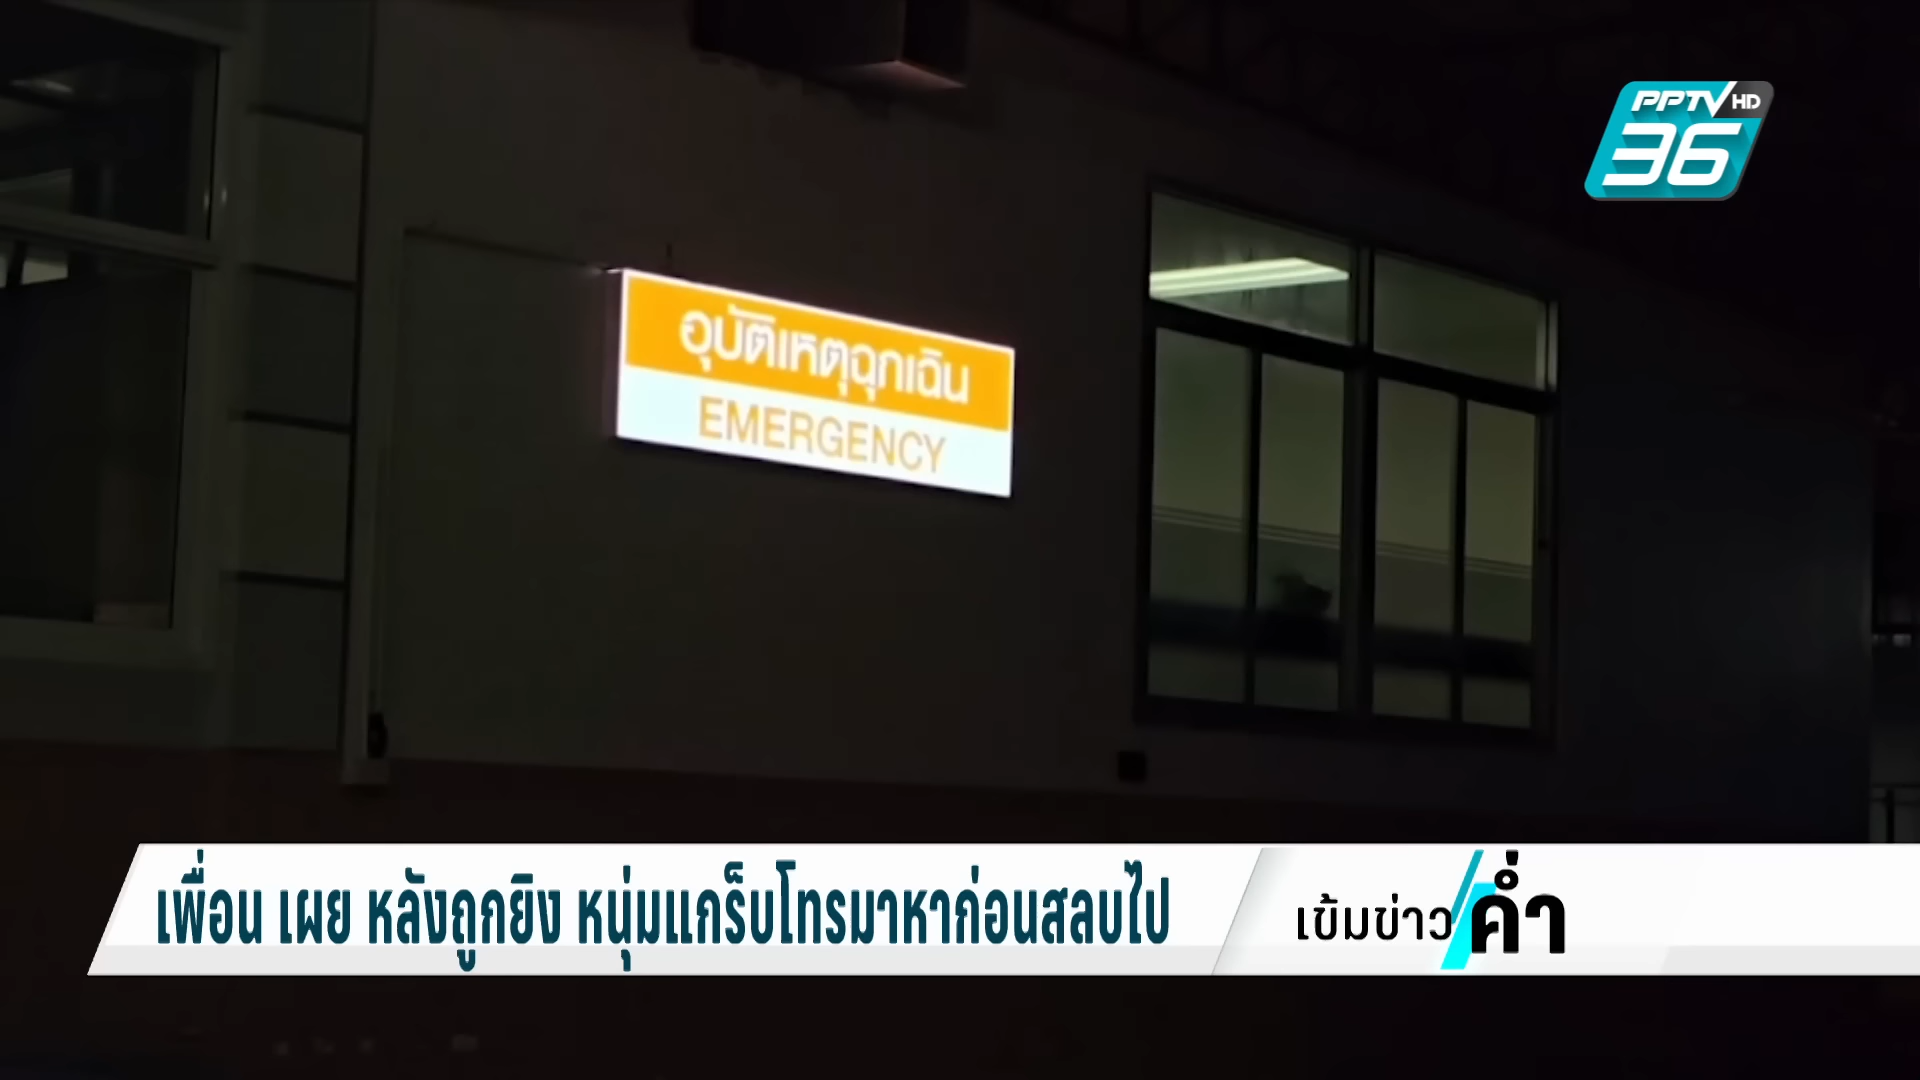 PPTV HD
36
อุบัติเหตุฉุกเฉิน
EMERGENCY
เพื่อน เผย หลังถูกยิง หนุ่มแกร็บโทรมาหาก่อนสลบไป
เข้มข่าวค่ำ